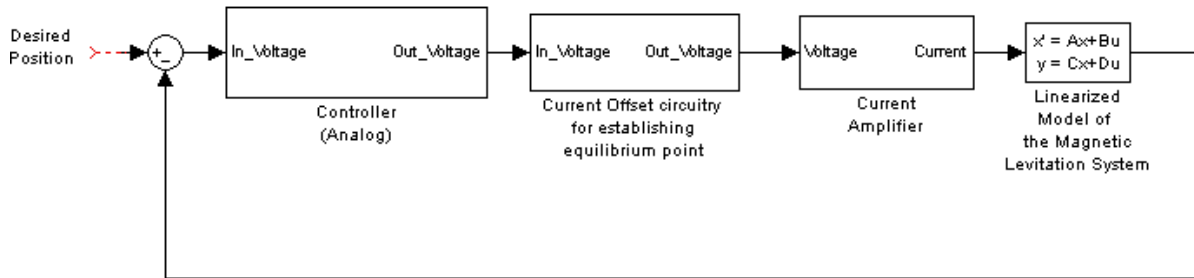 Desired
Position
+
−
In_Voltage
Out_Voltage
Controller
(Analog)
In_Voltage
Out_Voltage
Current Offset circuitry
for establishing
equilibrium point
Voltage
Current
Current
Amplifier
x' = Ax+Bu
y = Cx+Du
Linearized
Model of
the Magnetic
Levitation System